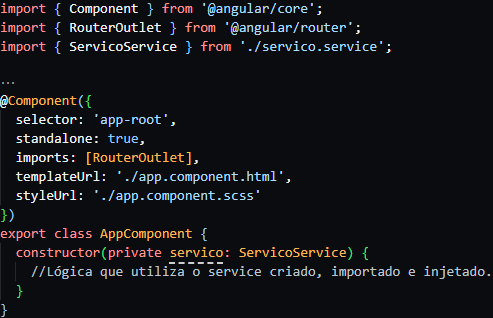 import { Component } from '@angular/core';
import { RouterOutlet } from '@angular/router';
import { ServicoService } from './servico.service';
...
@Component({
  selector: 'app-root',
  standalone: true,
  imports: [RouterOutlet],
  templateUrl: './app.component.html',
  styleUrl: './app.component.scss'
})
export class AppComponent {
  constructor(private servico: ServicoService) {
    //Lógica que utiliza o service criado, importado e injetado.
  }
}